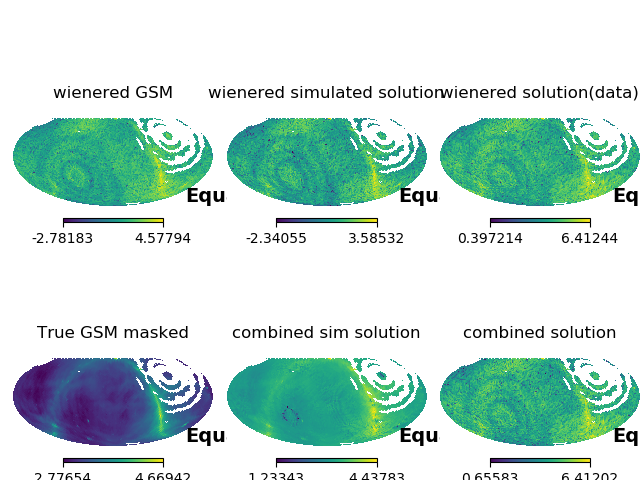 wienered GSM wienered simulated solution wienered solution(data)
Equ Equ Eq
-2.78183 4.57794 -2.34055 3.58532 0.397214 6.41244
True GSM masked combined sim solution combined solution
Equ Equ Eq
2.77654 4.66942 1.23343 4.43783 0.65583 6.41202